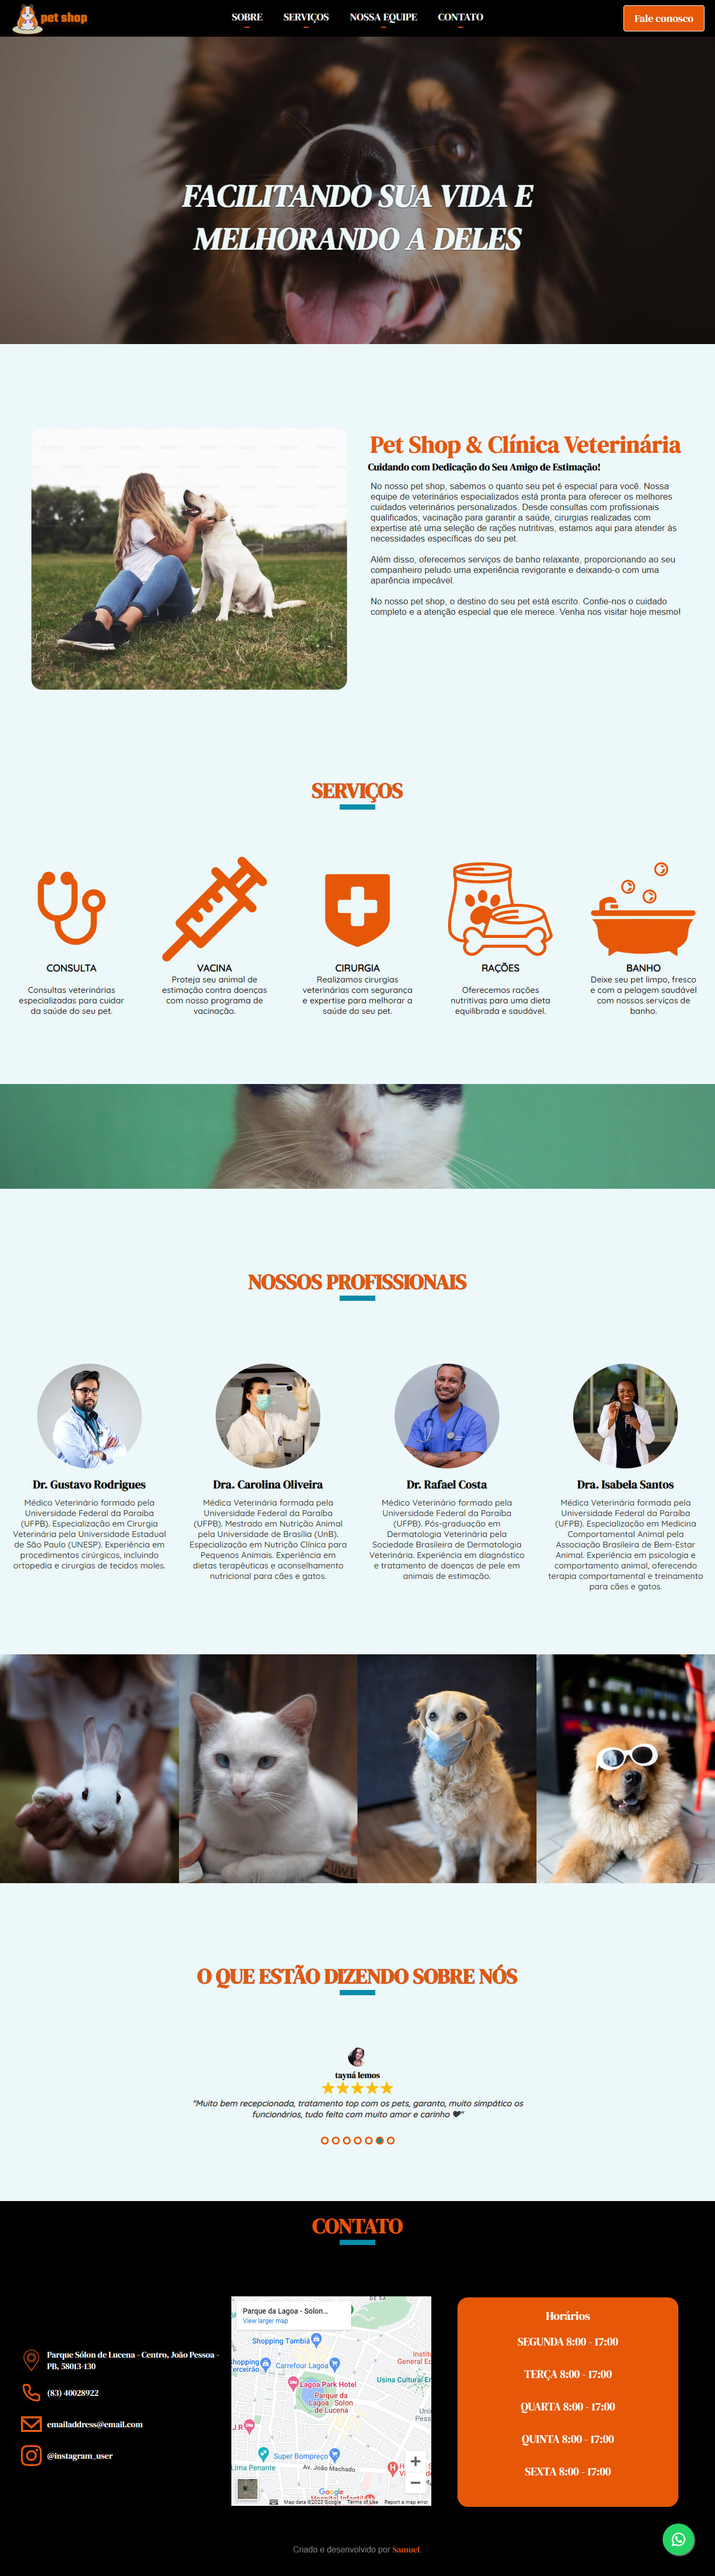 pet shop
SOBRE
SERVIÇOS
NOSSA EQUIPE
CONTATO
Fale conosco
FACILITANDO SUA VIDA E
MELHORANDO A DELES
Pet Shop & Clínica Veterinária
Cuidando com Dedicação do Seu Amigo de Estimação!
No nosso pet shop, sabemos o quanto seu pet é especial para você. Nossa
equipe de veterinários especializados está pronta para oferecer os melhores
cuidados veterinários personalizados. Desde consultas com profissionais
qualificados, vacinação para garantir a saúde, cirurgias realizadas com
expertise até uma seleção de rações nutritivas, estamos aqui para atender às
necessidades específicas do seu pet.
Além disso, oferecemos serviços de banho relaxante, proporcionando ao seu
companheiro peludo uma experiência revigorante e deixando-o com uma
aparência impecável.
No nosso pet shop, o destino do seu pet está escrito. Confie-nos o cuidado
completo e a atenção especial que ele merece. Venha nos visitar hoje mesmo!
SERVIÇOS
CONSULTA
Consultas veterinárias
especializadas para cuidar
da saúde do seu pet.
VACINA
Proteja seu animal de
estimação contra doenças
com nosso programa de
vacinação.
CIRURGIA
Realizamos cirurgias
veterinárias com segurança
e expertise para melhorar a
saúde do seu pet.
RAÇÕES
Oferecemos rações
nutritivas para uma dieta
equilibrada e saudável.
BANHO
Deixe seu pet limpo, fresco
e com a pelagem saudável
com nossos serviços de
banho.
NOSSOS PROFISSIONAIS
Dr. Gustavo Rodrigues
Médico Veterinário formado pela
Universidade Federal da Paraíba
(UFPB). Especialização em Cirurgia
Veterinária pela Universidade Estadual
de São Paulo (UNESP). Experiência em
procedimentos cirúrgicos, incluindo
ortopedia e cirurgias de tecidos moles.
Dra. Carolina Oliveira
Médica Veterinária formada pela
Universidade Federal da Paraíba
(UFPB). Mestrado em Nutrição Animal
pela Universidade de Brasília (UnB).
Especialização em Nutrição Clínica para
Pequenos Animais. Experiência em
dietas terapêuticas e aconselhamento
nutricional para cães e gatos.
Dr. Rafael Costa
Médico Veterinário formado pela
Universidade Federal da Paraíba
(UFPB). Pós-graduação em
Dermatologia Veterinária pela
Sociedade Brasileira de Dermatologia
Veterinária. Experiência em diagnóstico
e tratamento de doenças de pele em
animais de estimação.
Dra. Isabela Santos
Médica Veterinária formada pela
Universidade Federal da Paraíba
(UFPB). Especialização em Medicina
Comportamental Animal pela
Associação Brasileira de Bem-Estar
Animal. Experiência em psicologia e
comportamento animal, oferecendo
terapia comportamental e treinamento
para cães e gatos.
O QUE ESTÃO DIZENDO SOBRE NÓS
tayná lemos
"Muito bem recepcionada, tratamento top com os pets, garanto, muito simpático os
funcionários, tudo feito com muito amor e carinho 🖤"
CONTATO
Parque Sólon de Lucena - Centro, João Pessoa -
PB, 58013-130
(83) 40028922
emailaddress@email.com
@instagram_user
Parque da Lagoa - Solon...
View larger map
Shopping Tambiá
Shopping
Terceirão
Carrefour Lagoa
Institu
General Ec
Usina Cultural En
Lagoa Park Hotel
Parque da
Lagoa - Solon
de Lucena
Uni
Pess
J R
Super Bompreço
Lima Penante
Av. João Machado
Google
Hospital Infantil
Map data ©2023 Google
Terms of Use
Report a map error
Horários
SEGUNDA 8:00 - 17:00
TERÇA 8:00 - 17:00
QUARTA 8:00 - 17:00
QUINTA 8:00 - 17:00
SEXTA 8:00 - 17:00
Criado e desenvolvido por Samuel.